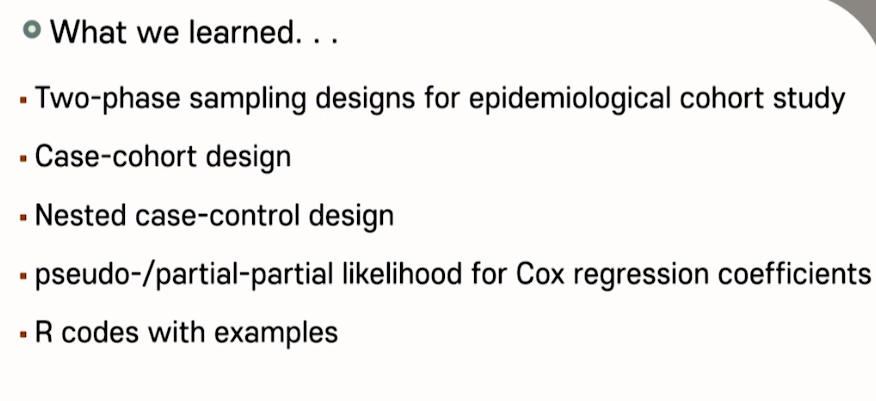 What we learned. . .
Two-phase sampling designs for epidemiological cohort study
Case-cohort design
Nested case-control design
pseudo-/partial-partial likelihood for Cox regression coefficients
R codes with examples